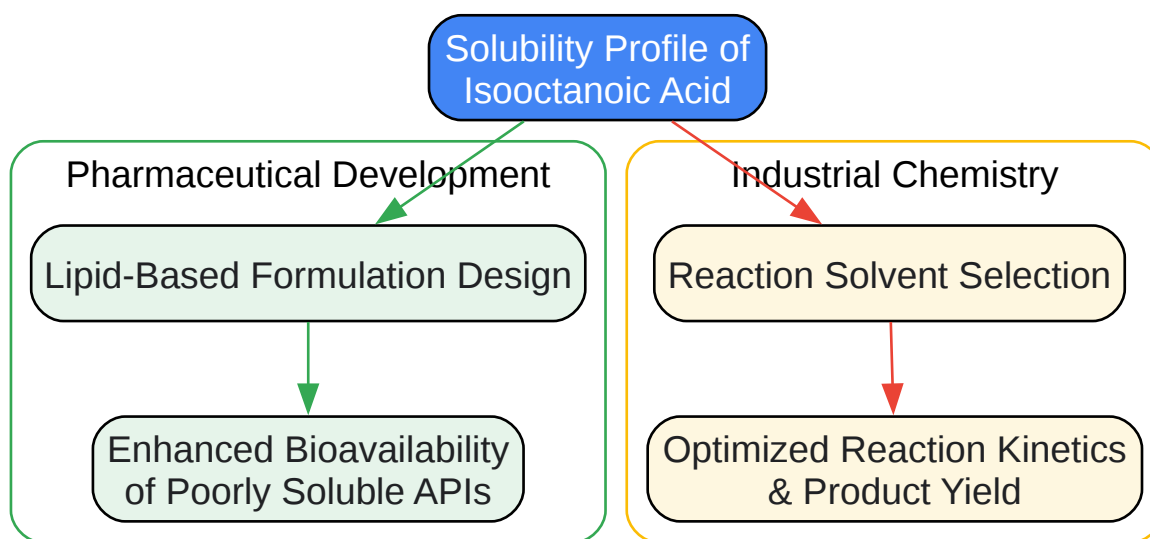 Solubility Profile of
Isooctanoic Acid
Pharmaceutical Development
Lipid-Based Formulation Design
Enhanced Bioavailability
of Poorly Soluble APIs
Industrial Chemistry
Reaction Solvent Selection
Optimized Reaction Kinetics
& Product Yield